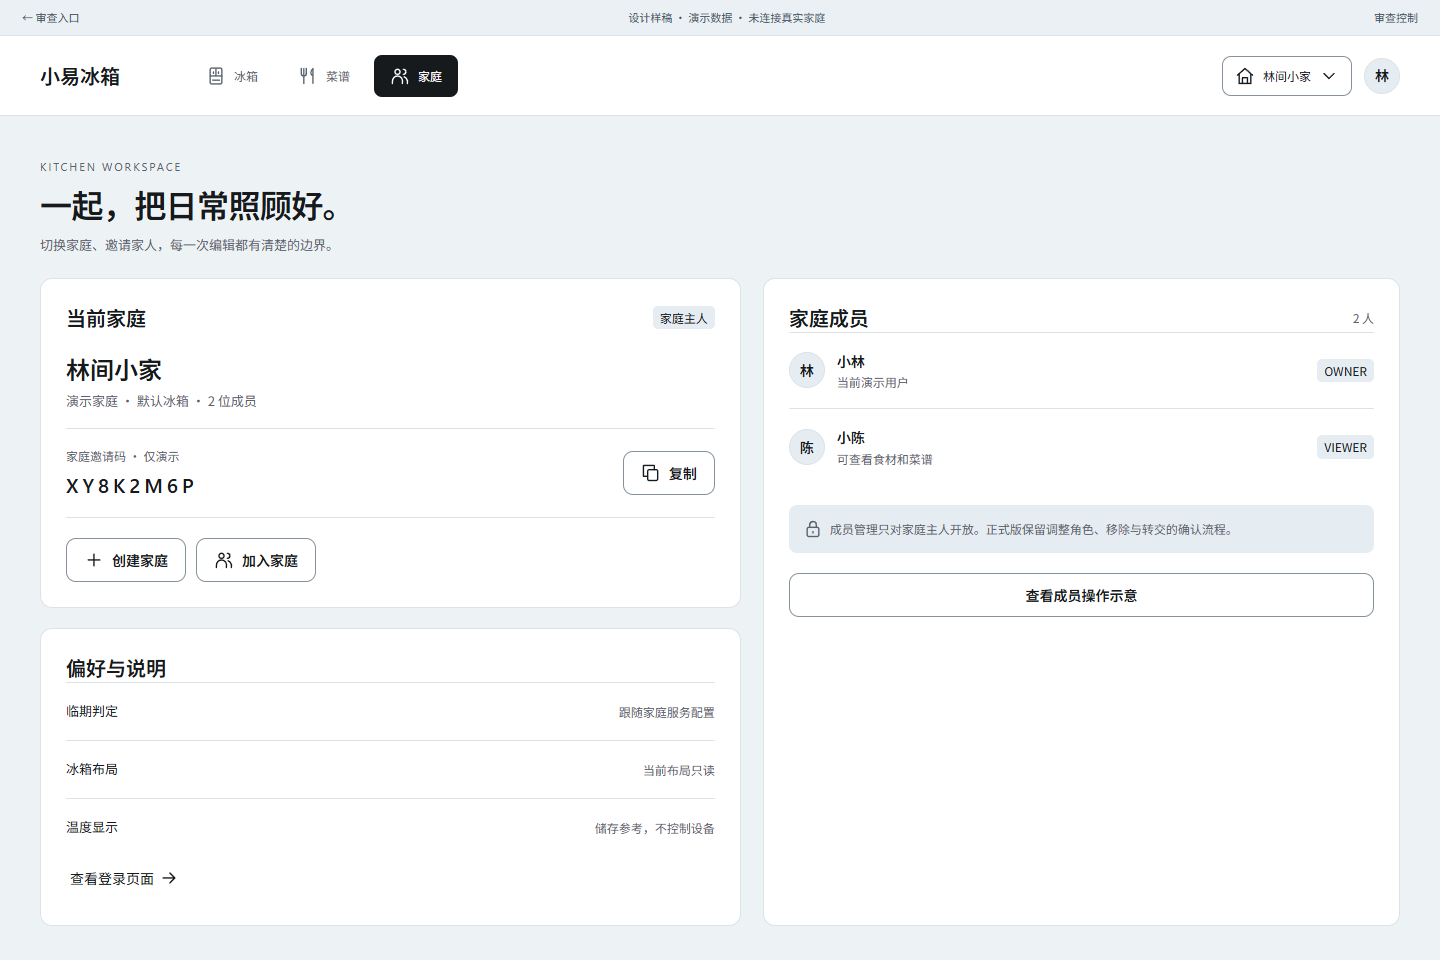 ← 审查入口
设计样稿 • 演示数据 • 未连接真实家庭
审查控制
小易冰箱
冰箱
菜谱
家庭
林间小家
林
KITCHEN WORKSPACE
一起，把日常照顾好。
切换家庭、邀请家人，每一次编辑都有清楚的边界。
当前家庭
家庭主人
林间小家
演示家庭 • 默认冰箱 • 2 位成员
家庭邀请码 • 仅演示
XY8K2M6P
复制
创建家庭
加入家庭
偏好与说明
临期判定
跟随家庭服务配置
冰箱布局
当前布局只读
温度显示
储存参考，不控制设备
查看登录页面 →
家庭成员
2 人
林
小林
当前演示用户
OWNER
陈
小陈
可查看食材和菜谱
VIEWER
成员管理只对家庭主人开放。正式版保留调整角色、移除与转交的确认流程。
查看成员操作示意